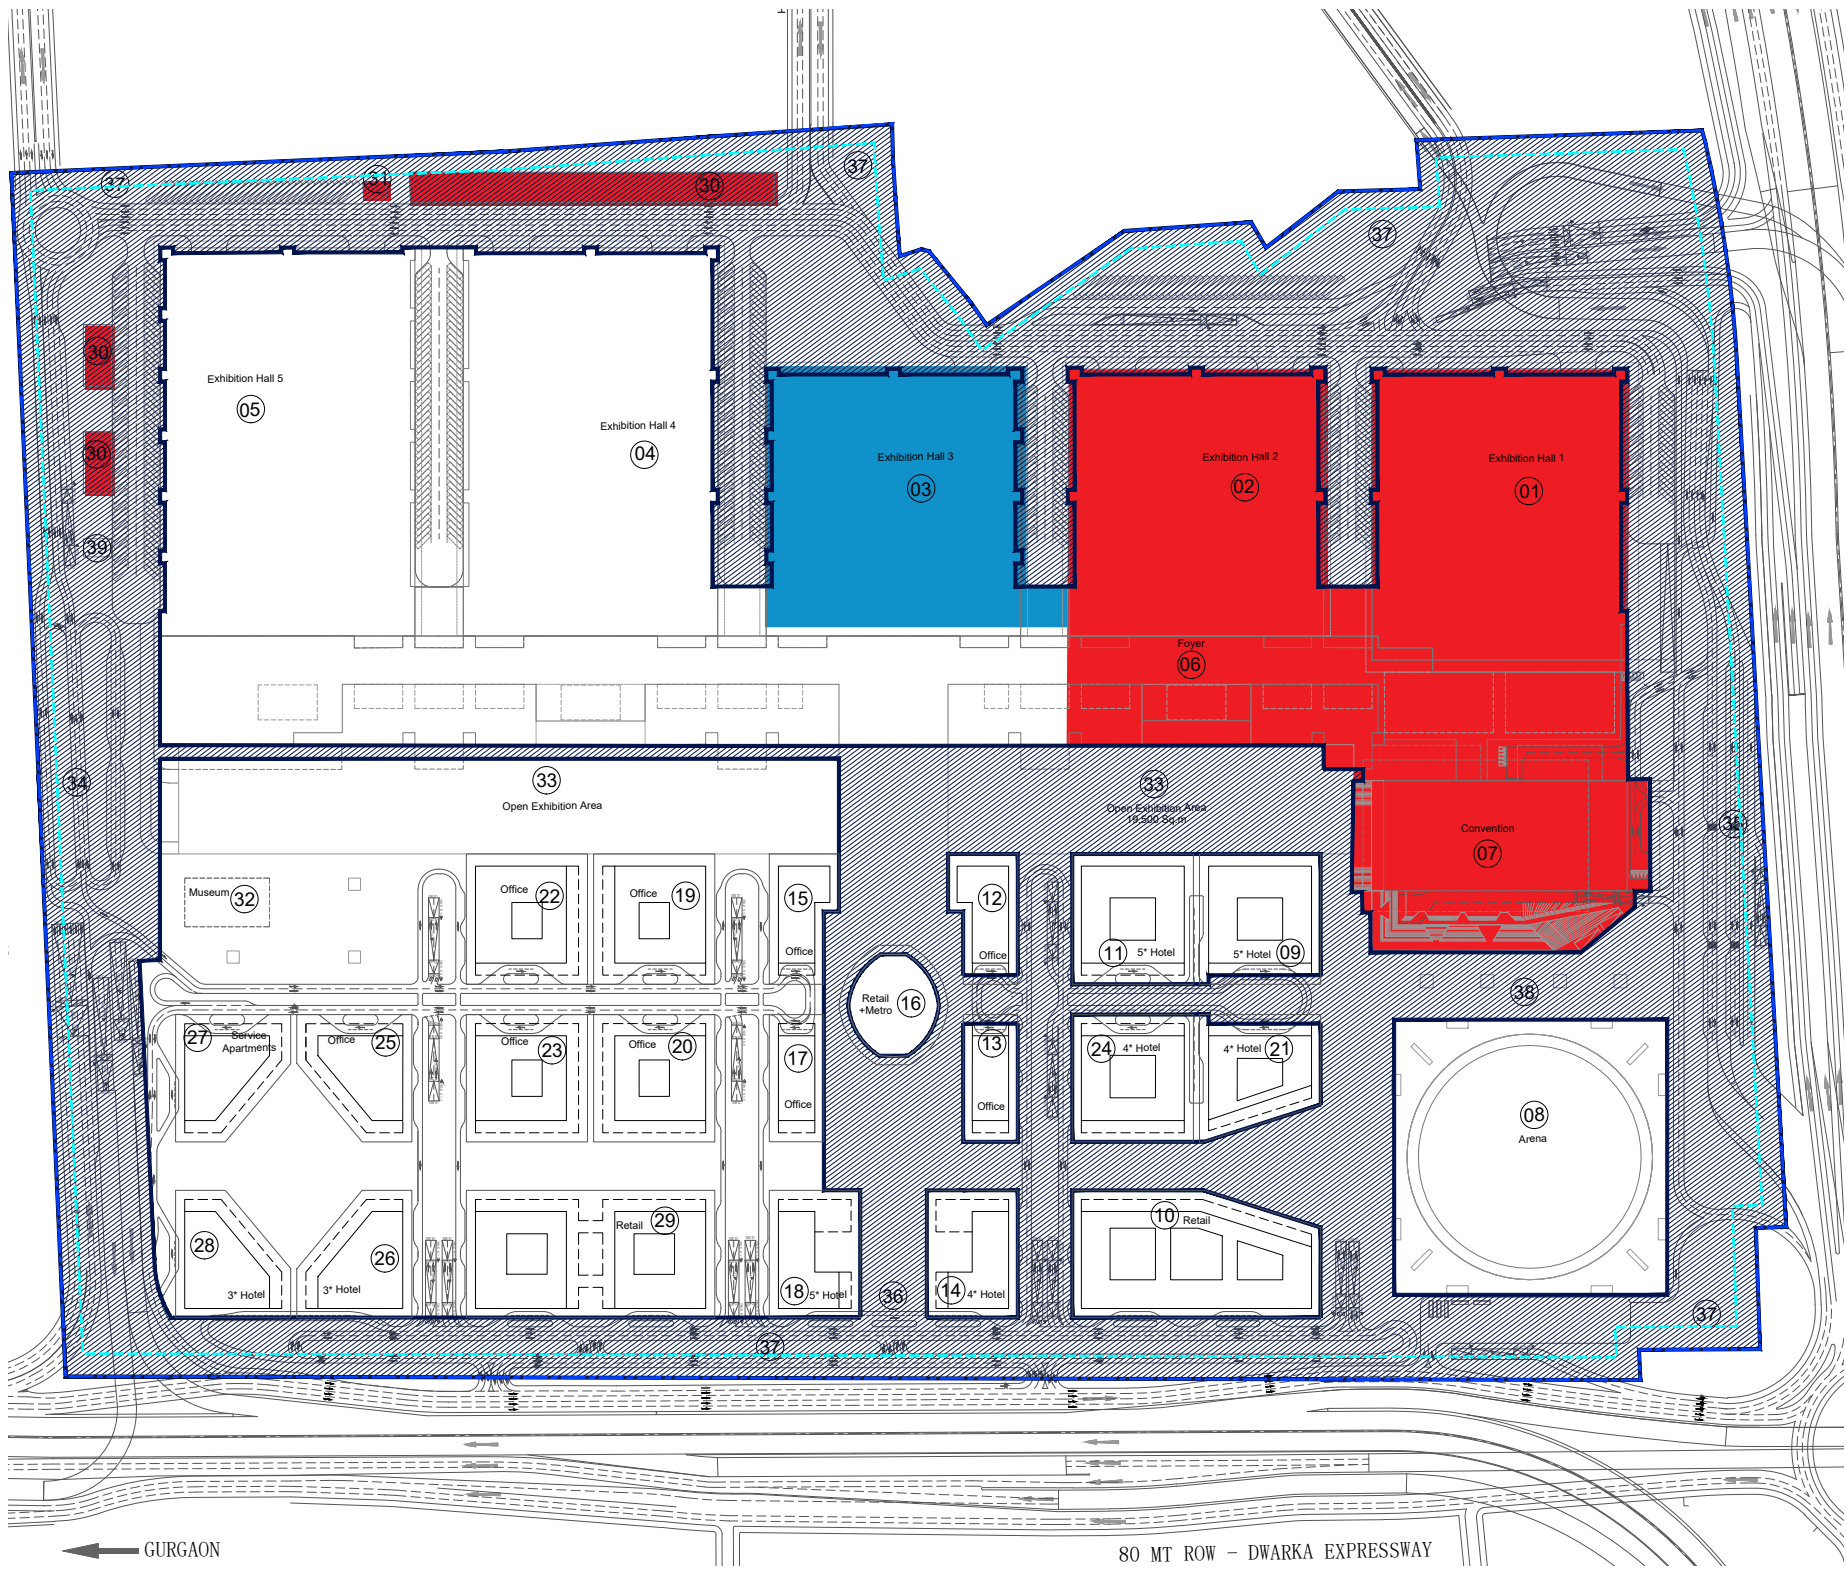 37
31
30
37
37
30
Exhibition Hall 5
05
Exhibition Hall 4
04
Exhibition Hall 3
03
Exhibition Hall 2
02
Exhibition Hall 1
01
30
39
Foyer
06
34
33
Open Exhibition Area
33
Open Exhibition Area
19.500 Sq.m
Convention
07
Museum
32
Office
22
Office
19
15
Office
12
Office
11
5* Hotel
5* Hotel
09
Retail
+Metro
16
38
27
Service
Apartments
Office
25
Office
23
Office
20
17
Office
13
Office
24
4* Hotel
4* Hotel
21
08
Arena
28
3* Hotel
26
3* Hotel
Retail
29
18
5* Hotel
36
14
4* Hotel
10
Retail
37
37
GURGAON
80 MT ROW - DWARKA EXPRESSWAY